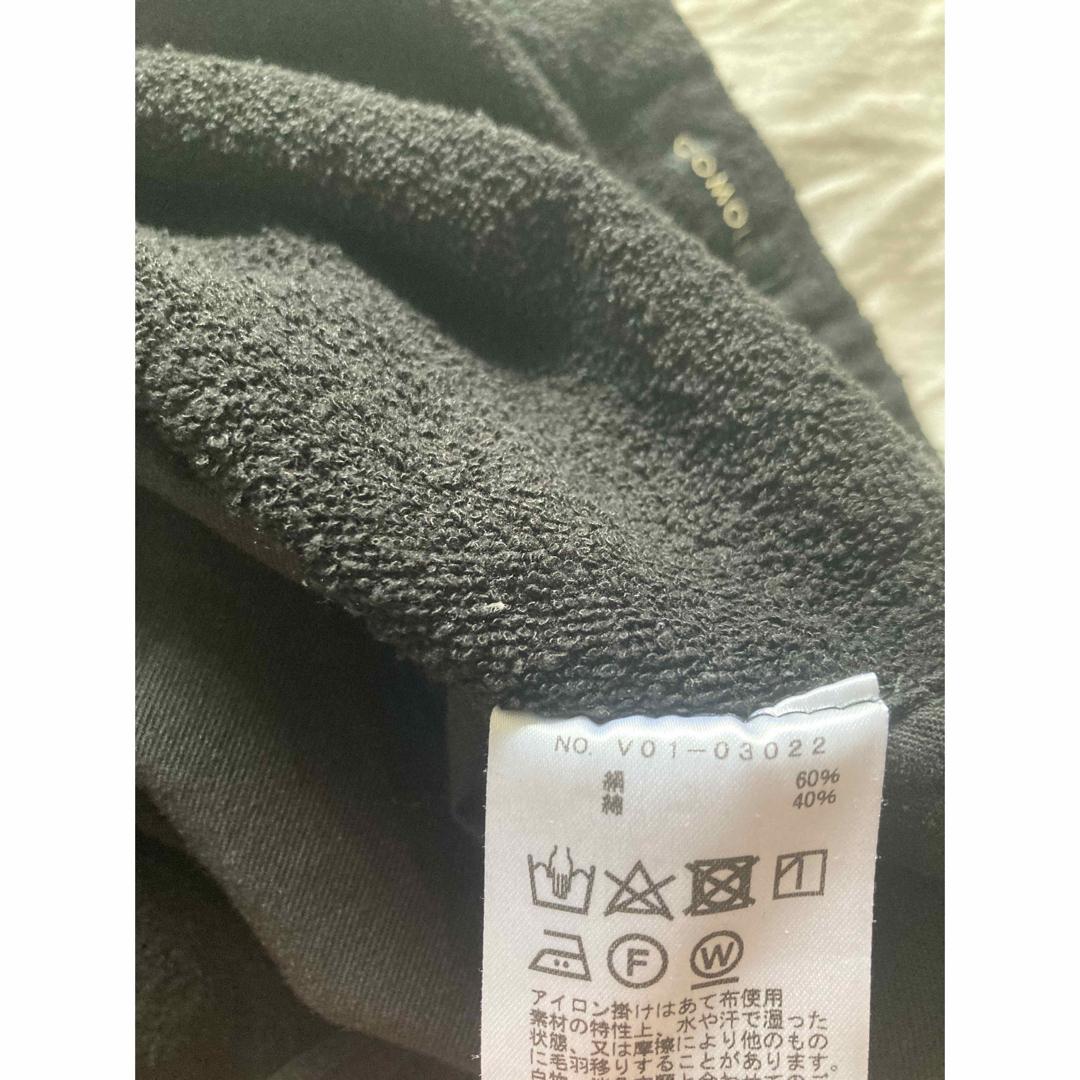 COMO
NO. V01-03022
絹 60%
綿 40%
F
W
アイロン掛けはあて布使用
素材の特性上、水や汗で湿った
状態、又は摩擦により他のもの
に毛羽移りすることがあります。